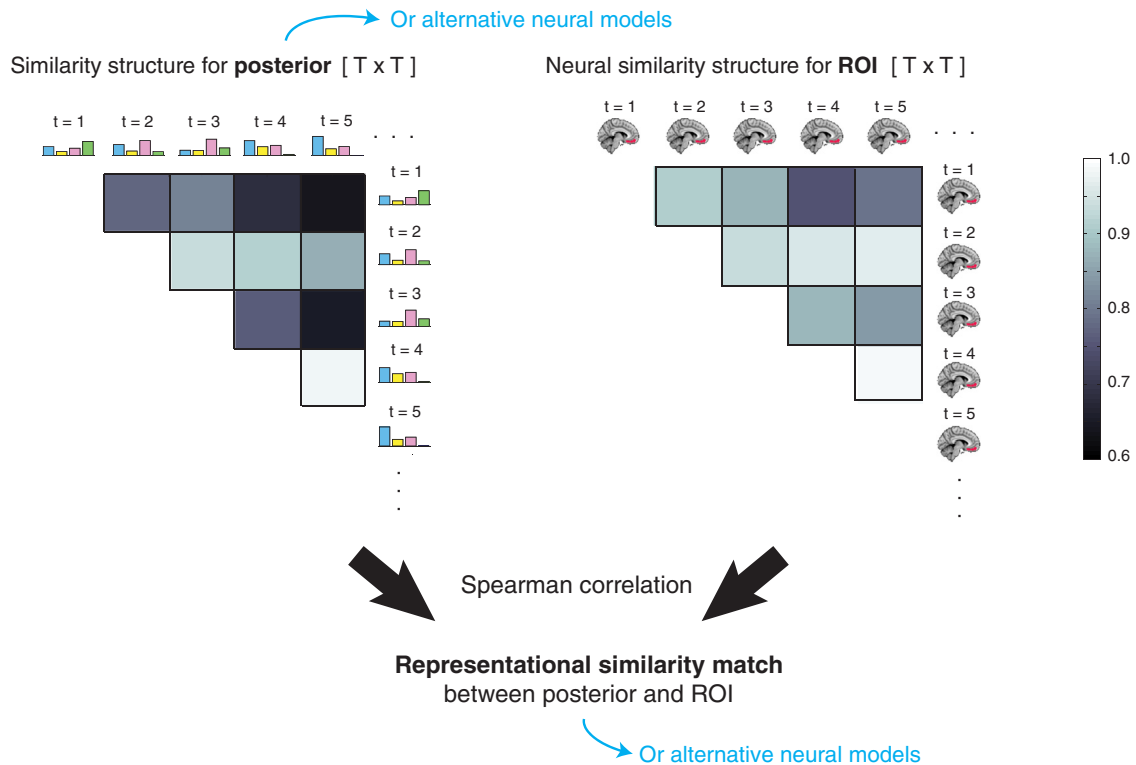 Or alternative neural models
Similarity structure for posterior [ T x T ]
Neural similarity structure for ROI [ T x T ]
t = 1 t = 2 t = 3 t = 4 t = 5 . . .
t = 1 t = 2 t = 3 t = 4 t = 5 . . .
t = 1
t = 2
t = 3
t = 4
t = 5
.
.
.
t = 1
t = 2
t = 3
t = 4
t = 5
.
.
.
1.0
0.9
0.8
0.7
0.6
Spearman correlation
Representational similarity match
between posterior and ROI
Or alternative neural models